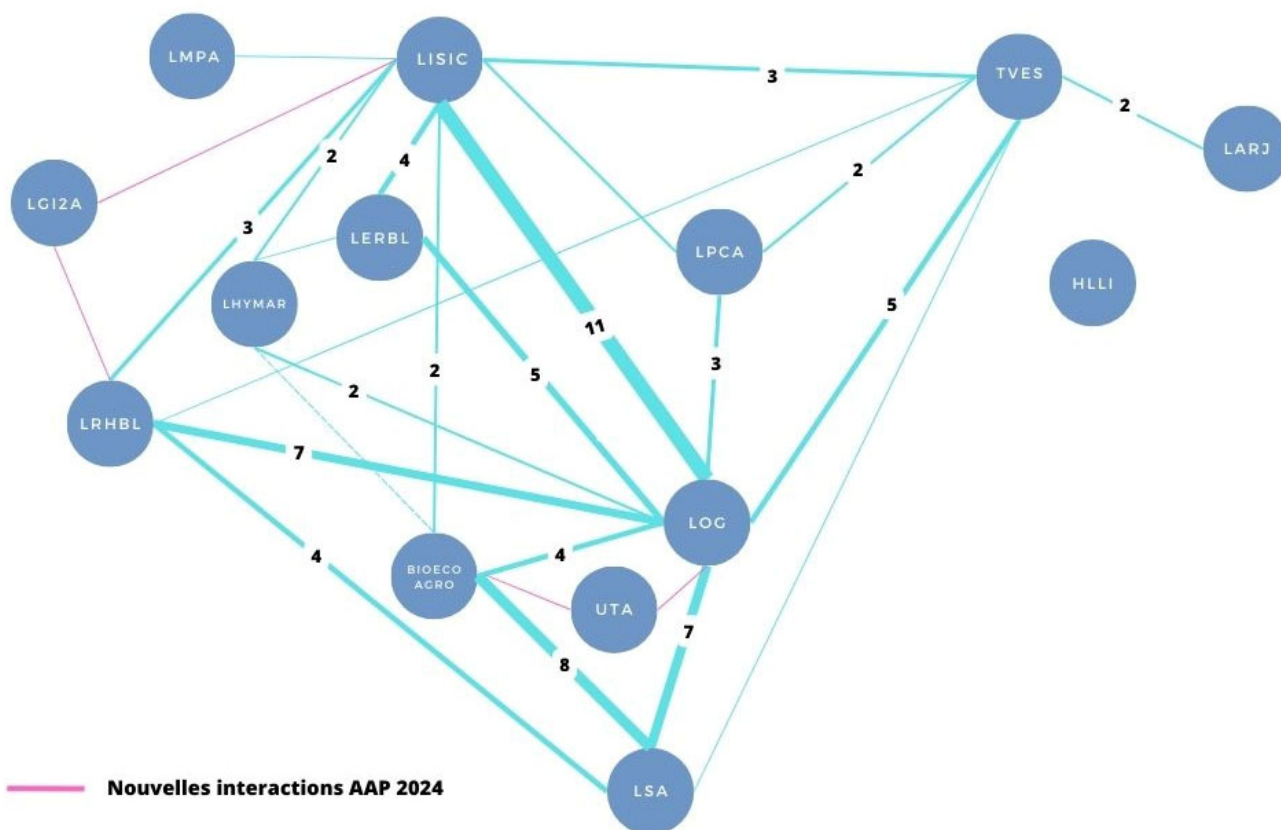 LMPA
LISIC
TVES
3
2
LARJ
4
2
2
LGI2A
3
LERBL
LPCA
HLLI
LHYMAR
11
5
2
3
5
2
LRHBL
7
LOG
4
4
BIOECO
AGRO
UTA
7
8
Nouvelles interactions AAP 2024
LSA